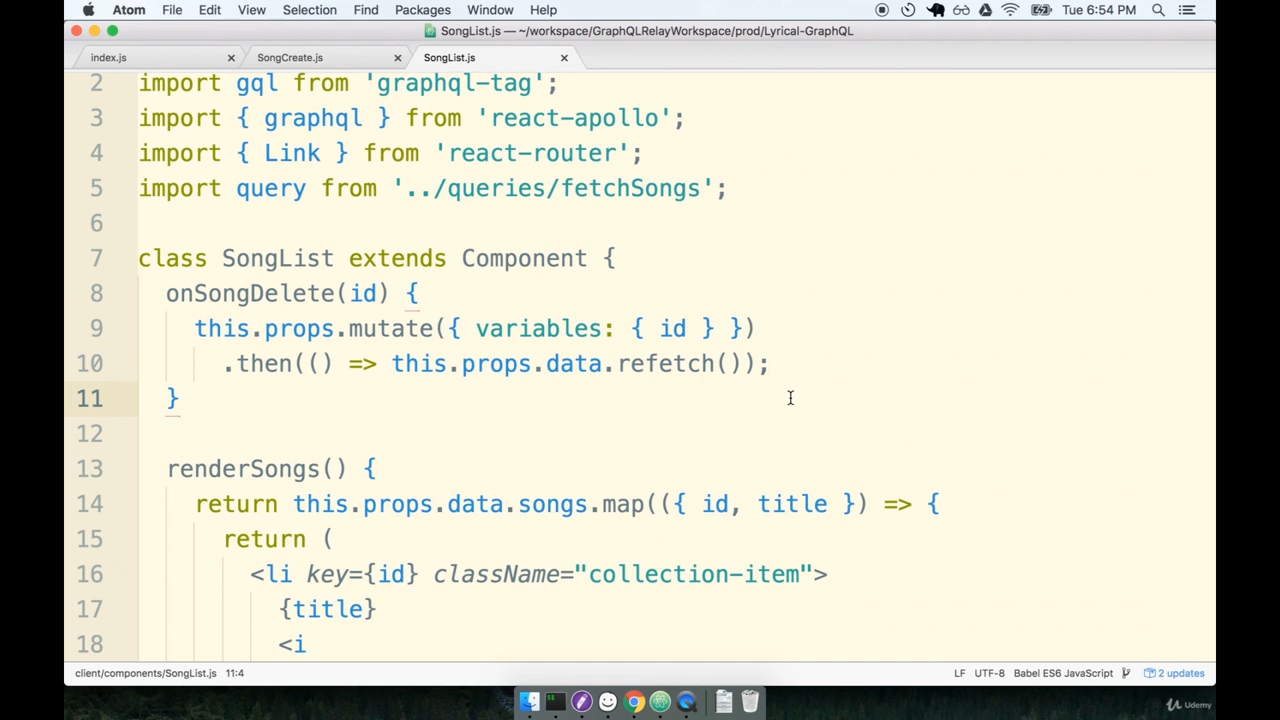 Atom File Edit View Selection Find Packages Window Help Tue 6:54 PM
SongList.js — ~/workspace/GraphQLRelayWorkspace/prod/Lyrical-GraphQL
index.js SongCreate.js SongList.js
2 import gql from 'graphql-tag';
3 import { graphql } from 'react-apollo';
4 import { Link } from 'react-router';
5 import query from '../queries/fetchSongs';
6
7 class SongList extends Component {
8 onSongDelete(id) {
9 this.props.mutate({ variables: { id } })
10 .then(() => this.props.data.refetch());
11 }
12
13 renderSongs() {
14 return this.props.data.songs.map(({ id, title }) => {
15 return (
16 <li key={id} className="collection-item">
17 {title}
18 <i
client/components/SongList.js 11:4 LF UTF-8 Babel ES6 JavaScript 2 updates
Udemy